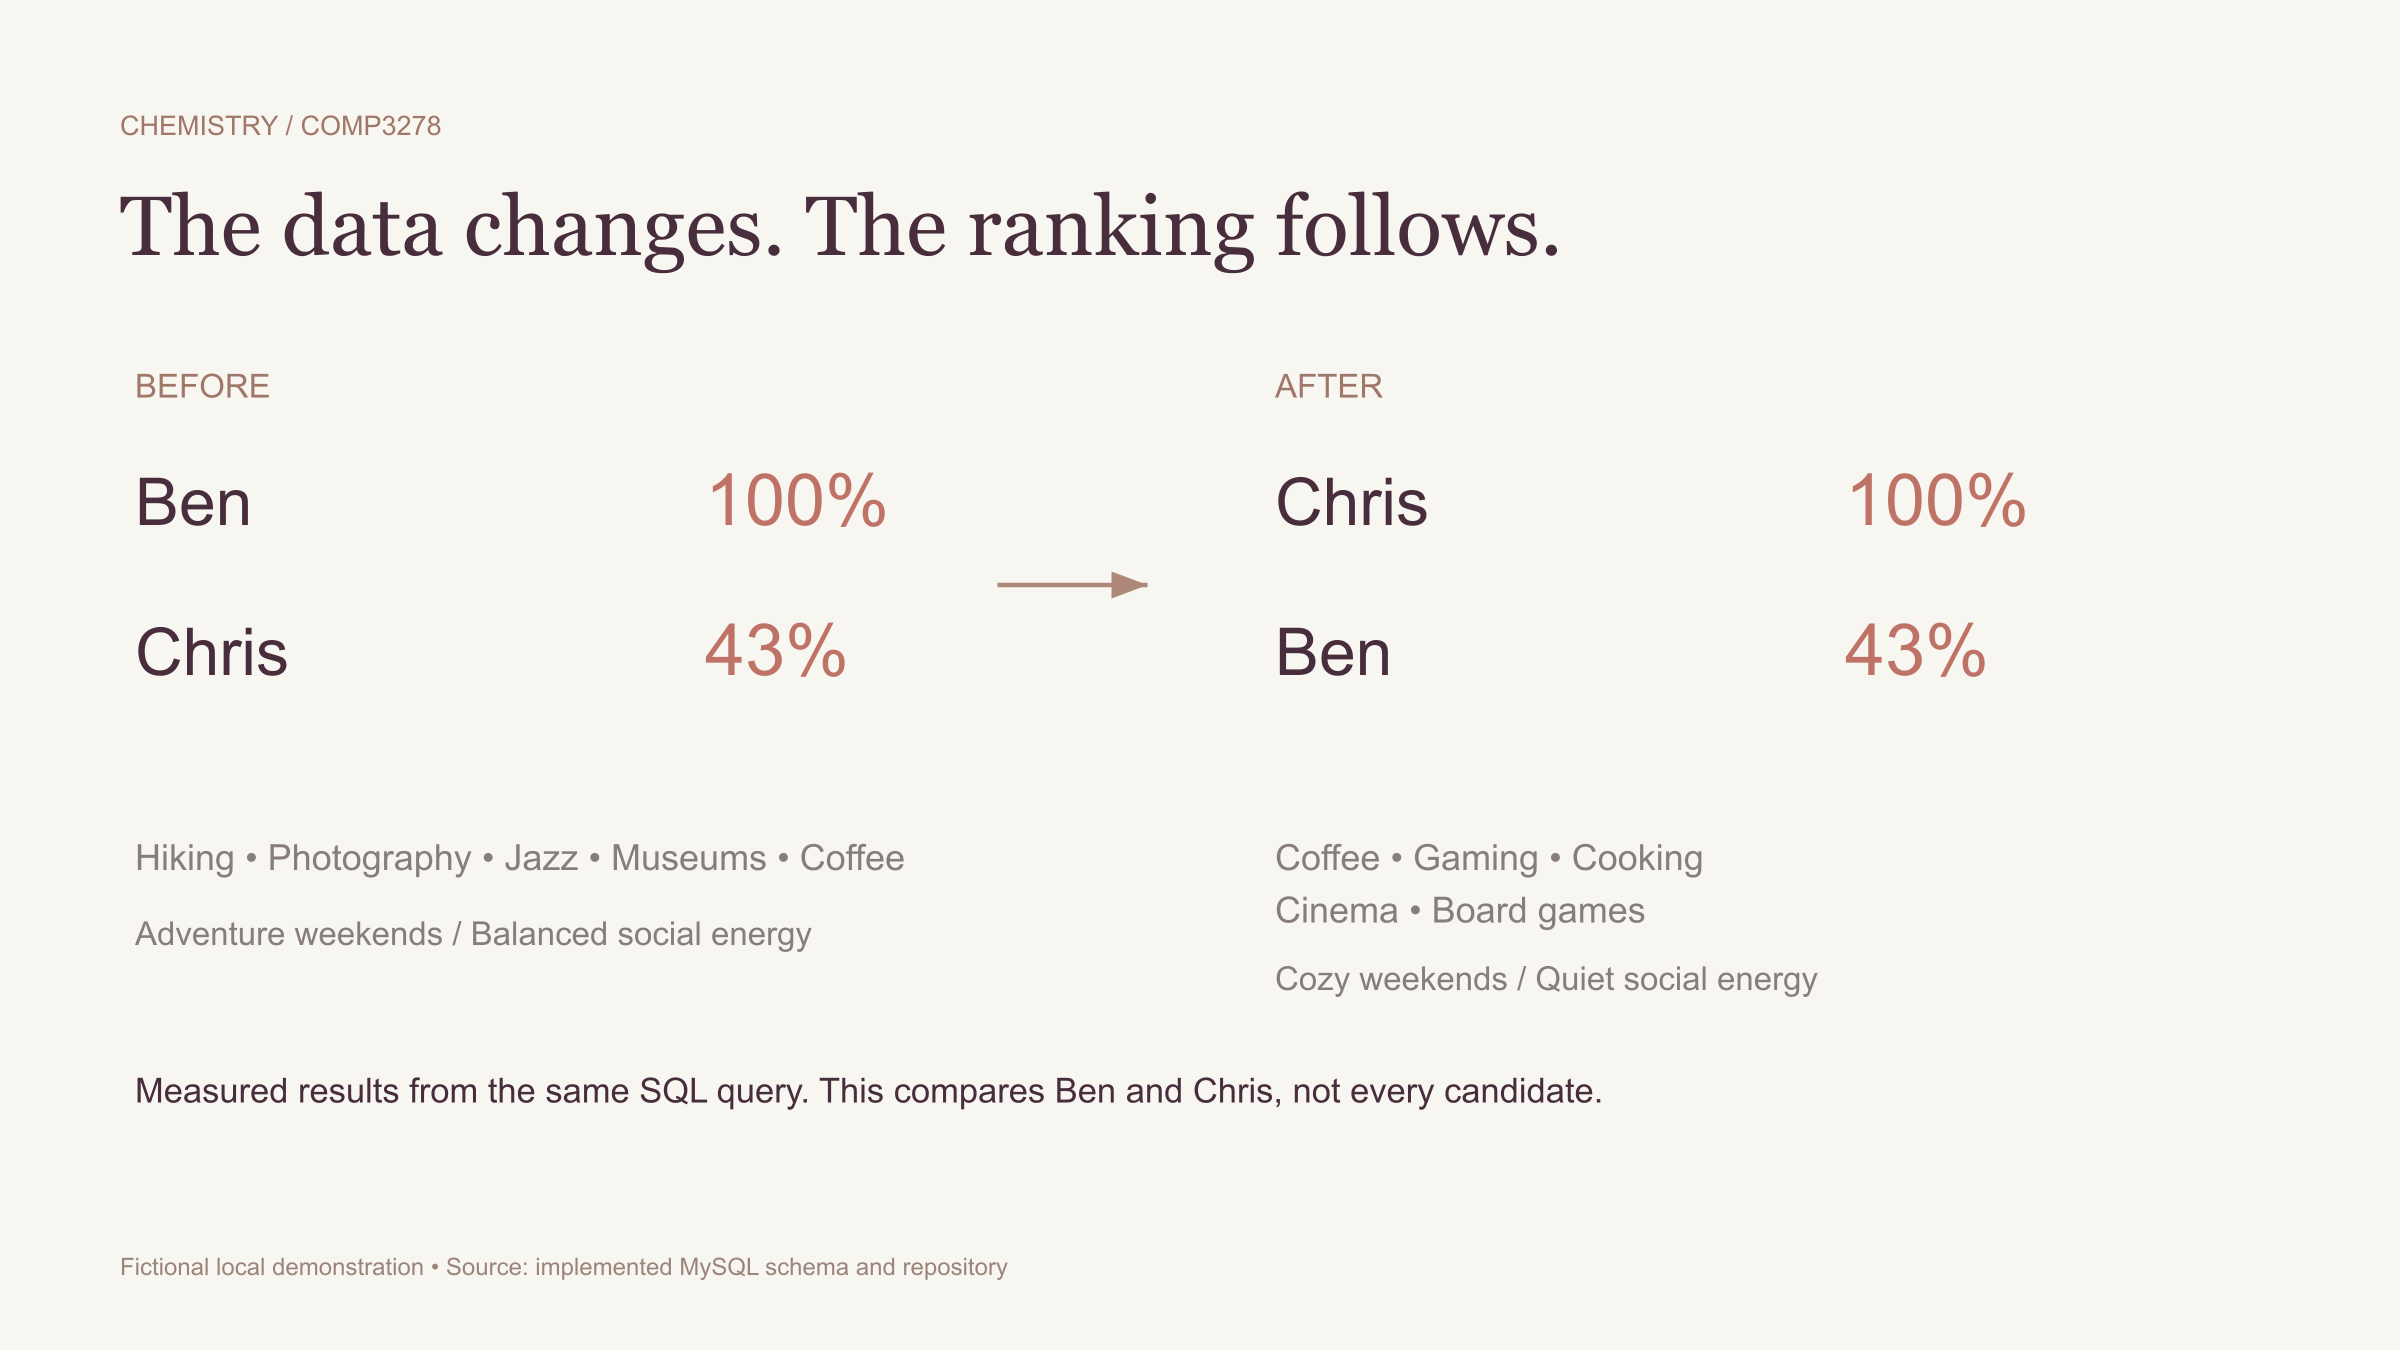 CHEMISTRY / COMP3278
The data changes. The ranking follows.
BEFORE
Ben 100%
Chris 43%
Hiking • Photography • Jazz • Museums • Coffee
Adventure weekends / Balanced social energy
AFTER
Chris 100%
Ben 43%
Coffee • Gaming • Cooking
Cinema • Board games
Cozy weekends / Quiet social energy
Measured results from the same SQL query. This compares Ben and Chris, not every candidate.
Fictional local demonstration • Source: implemented MySQL schema and repository